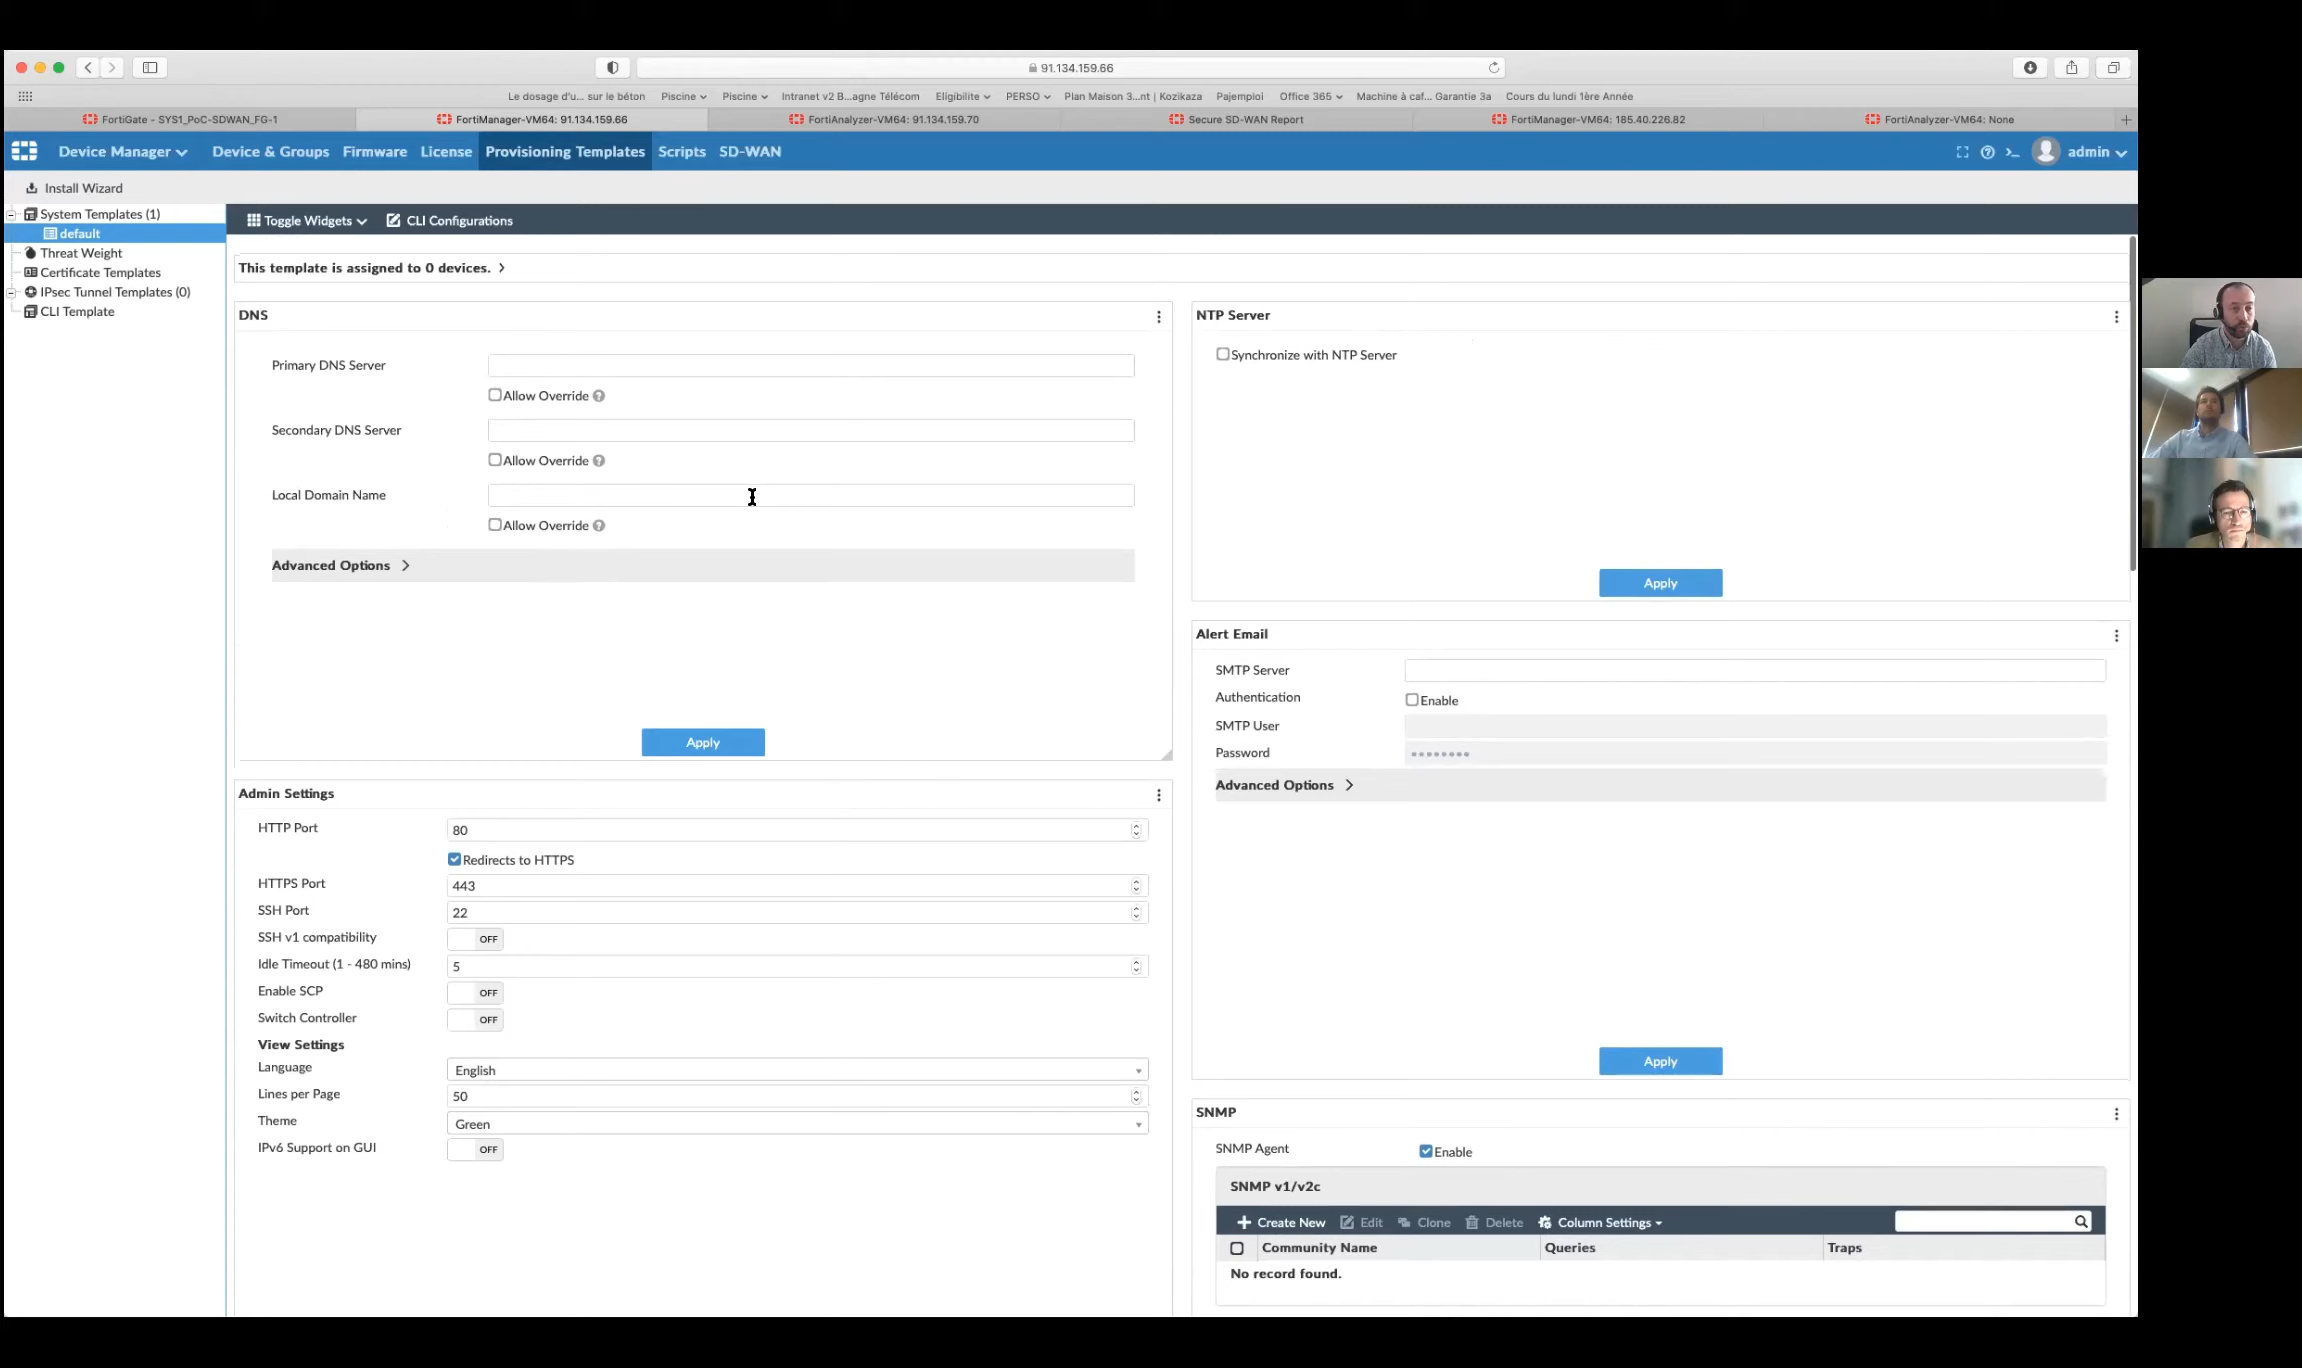 91.134.159.66
Le dosage d'u... sur le béton
Piscine
Piscine
Intranet v2 B...agne Télécom
Eligibilite
PERSO
Plan Maison 3...nt | Kozikaza
Pajemploi
Office 365
Machine à caf... Garantie 3a
Cours du lundi 1ère Année
FortiGate - SYS1_PoC-SDWAN_FG-1
FortiManager-VM64: 91.134.159.66
FortiAnalyzer-VM64: 91.134.159.70
Secure SD-WAN Report
FortiManager-VM64: 185.40.226.82
FortiAnalyzer-VM64: None
Device Manager
Device & Groups
Firmware
License
Provisioning Templates
Scripts
SD-WAN
admin
Install Wizard
System Templates (1)
default
Threat Weight
Certificate Templates
IPsec Tunnel Templates (0)
CLI Template
Toggle Widgets
CLI Configurations
This template is assigned to 0 devices.
DNS
Primary DNS Server
Allow Override
Secondary DNS Server
Allow Override
Local Domain Name
Allow Override
Advanced Options
Apply
Admin Settings
HTTP Port
80
Redirects to HTTPS
HTTPS Port
443
SSH Port
22
SSH v1 compatibility
OFF
Idle Timeout (1 - 480 mins)
5
Enable SCP
OFF
Switch Controller
OFF
View Settings
Language
English
Lines per Page
50
Theme
Green
IPv6 Support on GUI
OFF
NTP Server
Synchronize with NTP Server
Apply
Alert Email
SMTP Server
Authentication
Enable
SMTP User
Password
••••••••
Advanced Options
Apply
SNMP
SNMP Agent
Enable
SNMP v1/v2c
Create New
Edit
Clone
Delete
Column Settings
Community Name
Queries
Traps
No record found.